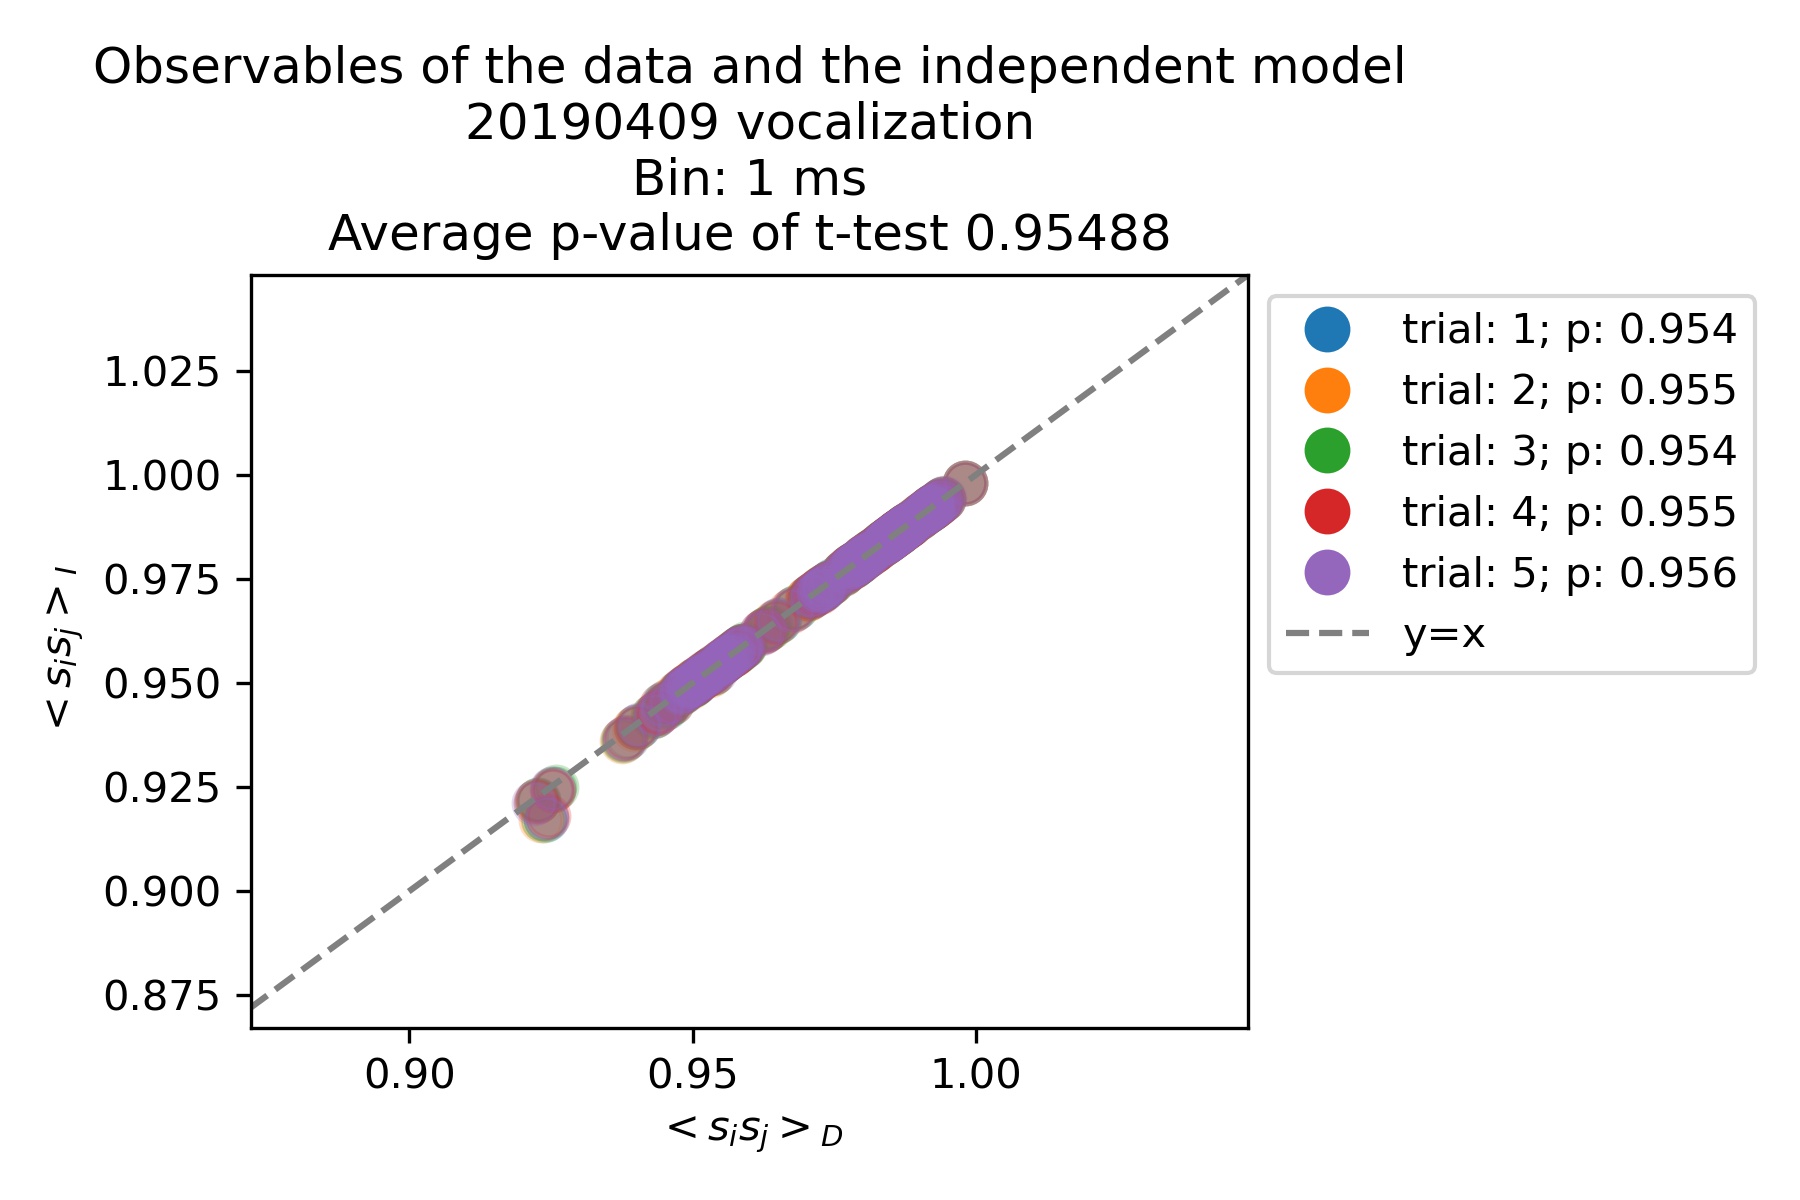 Observables of the data and the independent model
20190409 vocalization
Bin: 1 ms
Average p-value of t-test 0.95488
1.025
1.000
0.975
0.950
0.925
0.900
0.875
< s_i s_j >_I
0.90 0.95 1.00
< s_i s_j >_D
trial: 1; p: 0.954
trial: 2; p: 0.955
trial: 3; p: 0.954
trial: 4; p: 0.955
trial: 5; p: 0.956
y=x